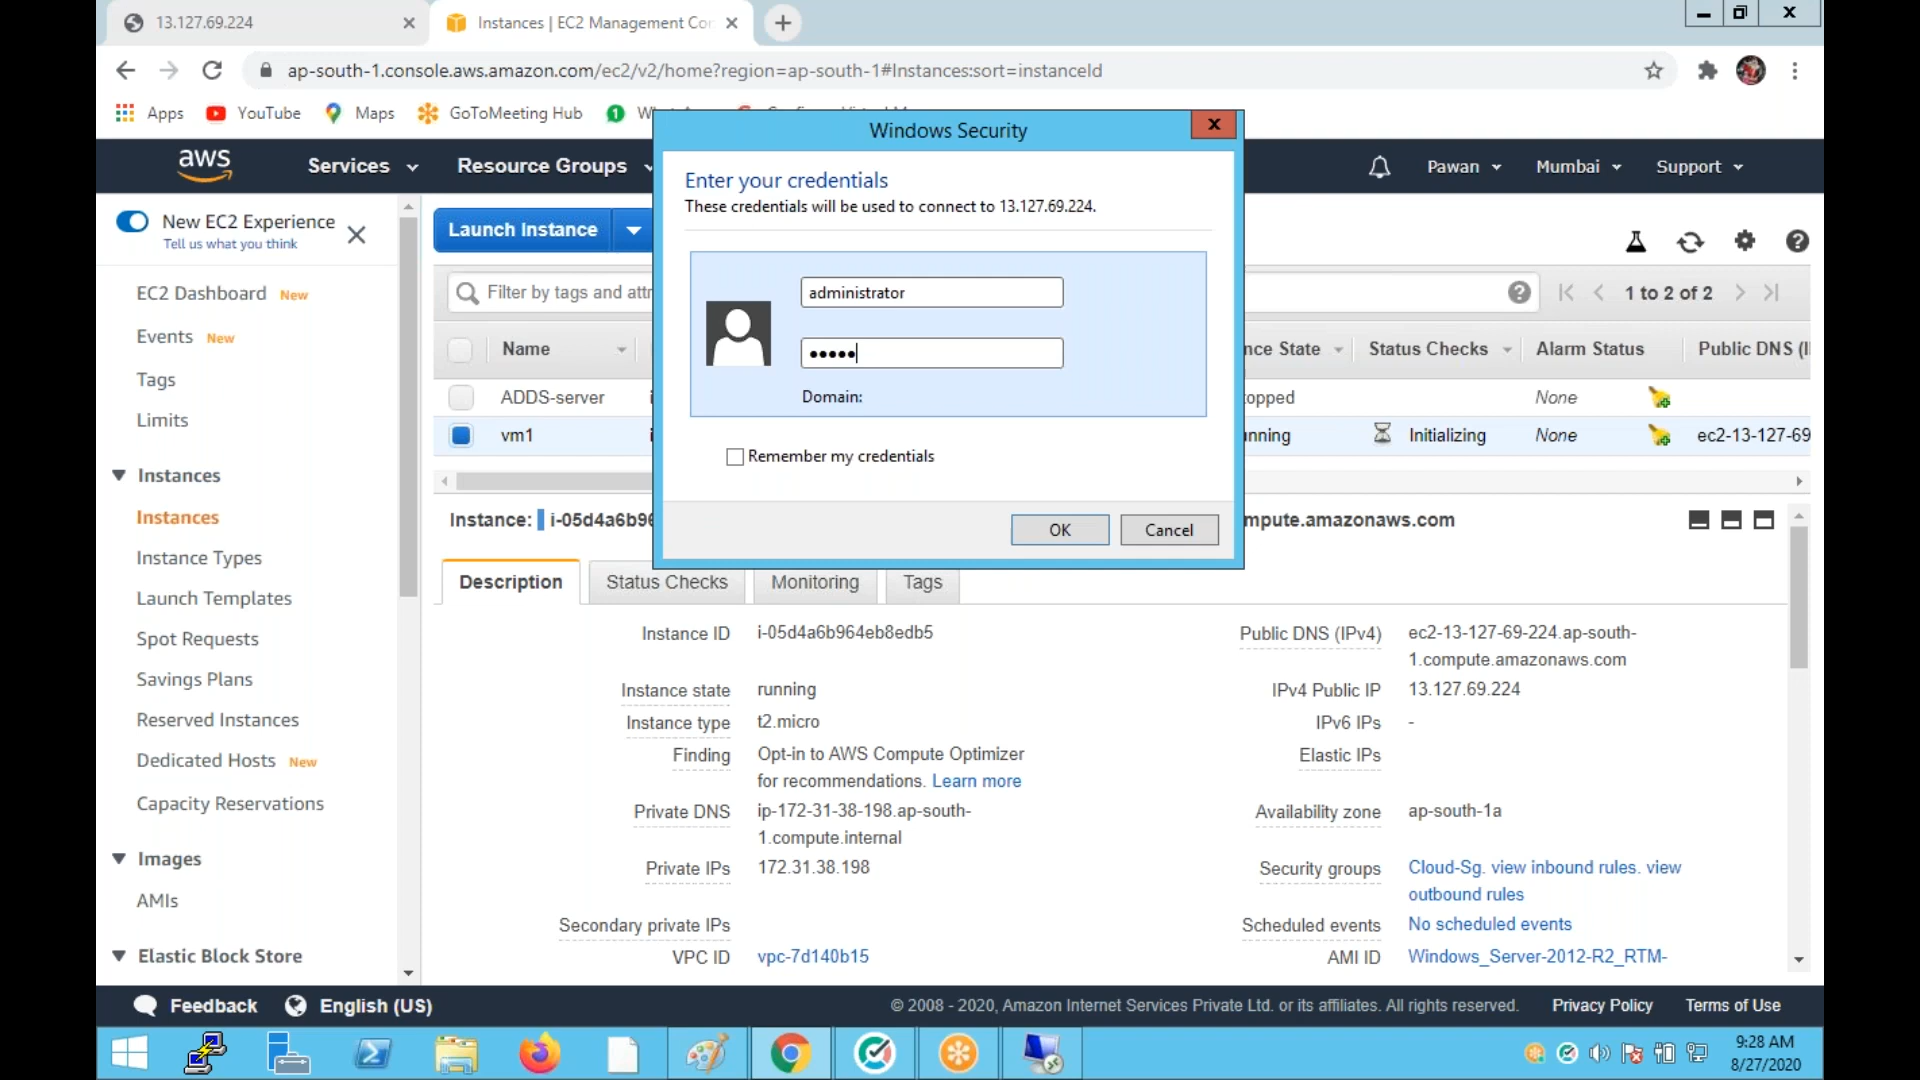 13.127.69.224
Instances | EC2 Management Con
ap-south-1.console.aws.amazon.com/ec2/v2/home?region=ap-south-1#Instances:sort=instanceId
Apps YouTube Maps GoToMeeting Hub
aws Services Resource Groups Pawan Mumbai Support
Windows Security
Enter your credentials
These credentials will be used to connect to 13.127.69.224.
administrator
•••••
Domain:
Remember my credentials
OK Cancel
New EC2 Experience
Tell us what you think
EC2 Dashboard New
Events New
Tags
Limits
Instances
Instances
Instance Types
Launch Templates
Spot Requests
Savings Plans
Reserved Instances
Dedicated Hosts New
Capacity Reservations
Images
AMIs
Elastic Block Store
Launch Instance
Filter by tags and attr
1 to 2 of 2
Name nce State Status Checks Alarm Status Public DNS (I
ADDS-server i opped None
vm1 i nning Initializing None ec2-13-127-69
Instance: i-05d4a6b96 mpute.amazonaws.com
Description Status Checks Monitoring Tags
Instance ID i-05d4a6b964eb8edb5
Instance state running
Instance type t2.micro
Finding Opt-in to AWS Compute Optimizer
for recommendations. Learn more
Private DNS ip-172-31-38-198.ap-south-
1.compute.internal
Private IPs 172.31.38.198
Secondary private IPs
VPC ID vpc-7d140b15
Public DNS (IPv4) ec2-13-127-69-224.ap-south-
1.compute.amazonaws.com
IPv4 Public IP 13.127.69.224
IPv6 IPs -
Elastic IPs
Availability zone ap-south-1a
Security groups Cloud-Sg. view inbound rules. view
outbound rules
Scheduled events No scheduled events
AMI ID Windows_Server-2012-R2_RTM-
Feedback English (US)
© 2008 - 2020, Amazon Internet Services Private Ltd. or its affiliates. All rights reserved. Privacy Policy Terms of Use
9:28 AM
8/27/2020